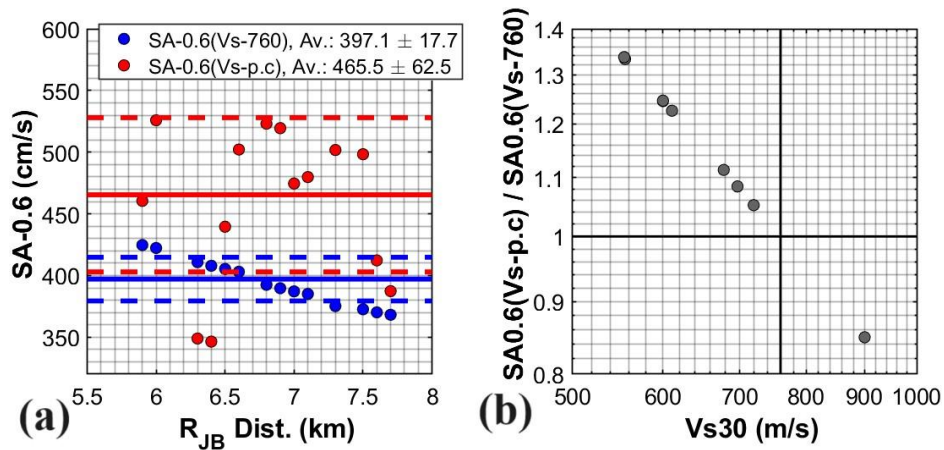 SA-0.6(Vs-760), Av.: 397.1 ± 17.7
SA-0.6(Vs-p.c), Av.: 465.5 ± 62.5
600
550
500
450
400
350
SA-0.6 (cm/s)
5.5 6 6.5 7 7.5 8
R_JB Dist. (km)
(a)
1.4
1.3
1.2
1.1
1
0.9
0.8
SA0.6(Vs-p.c) / SA0.6(Vs-760)
500 600 700 800 900 1000
Vs30 (m/s)
(b)